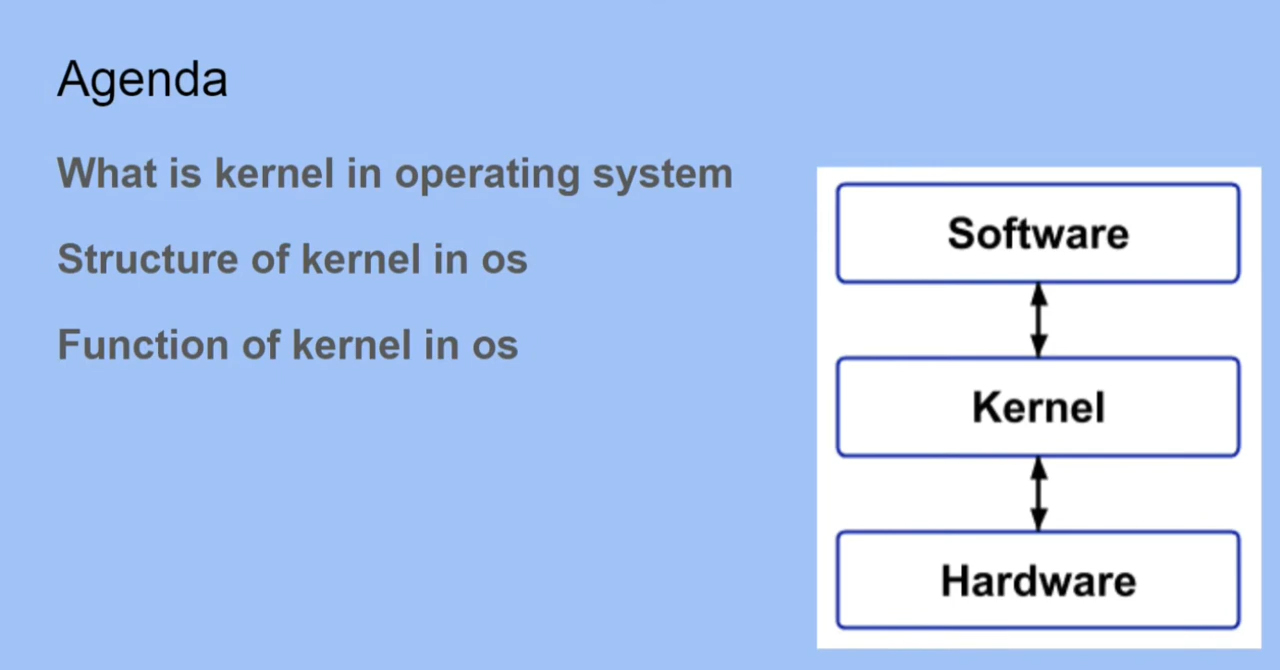 Agenda
What is kernel in operating system
Structure of kernel in os
Function of kernel in os
Software
Kernel
Hardware